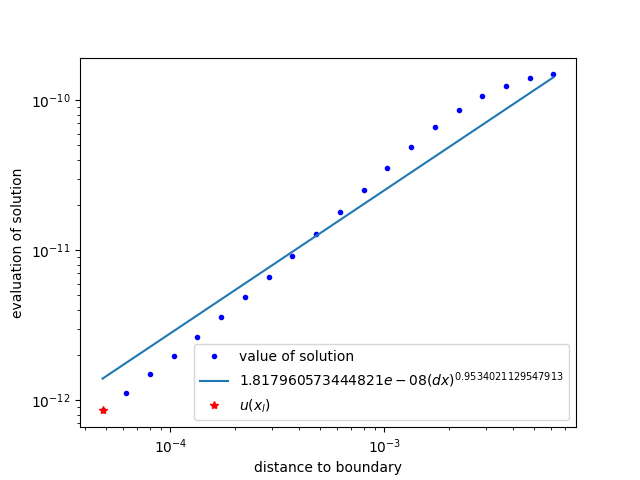 10⁻¹⁰
10⁻¹¹
10⁻¹²
evaluation of solution
value of solution
1.817960573444821e − 08(dx)^0.9534021129547913
u(xₗ)
10⁻⁴
10⁻³
distance to boundary